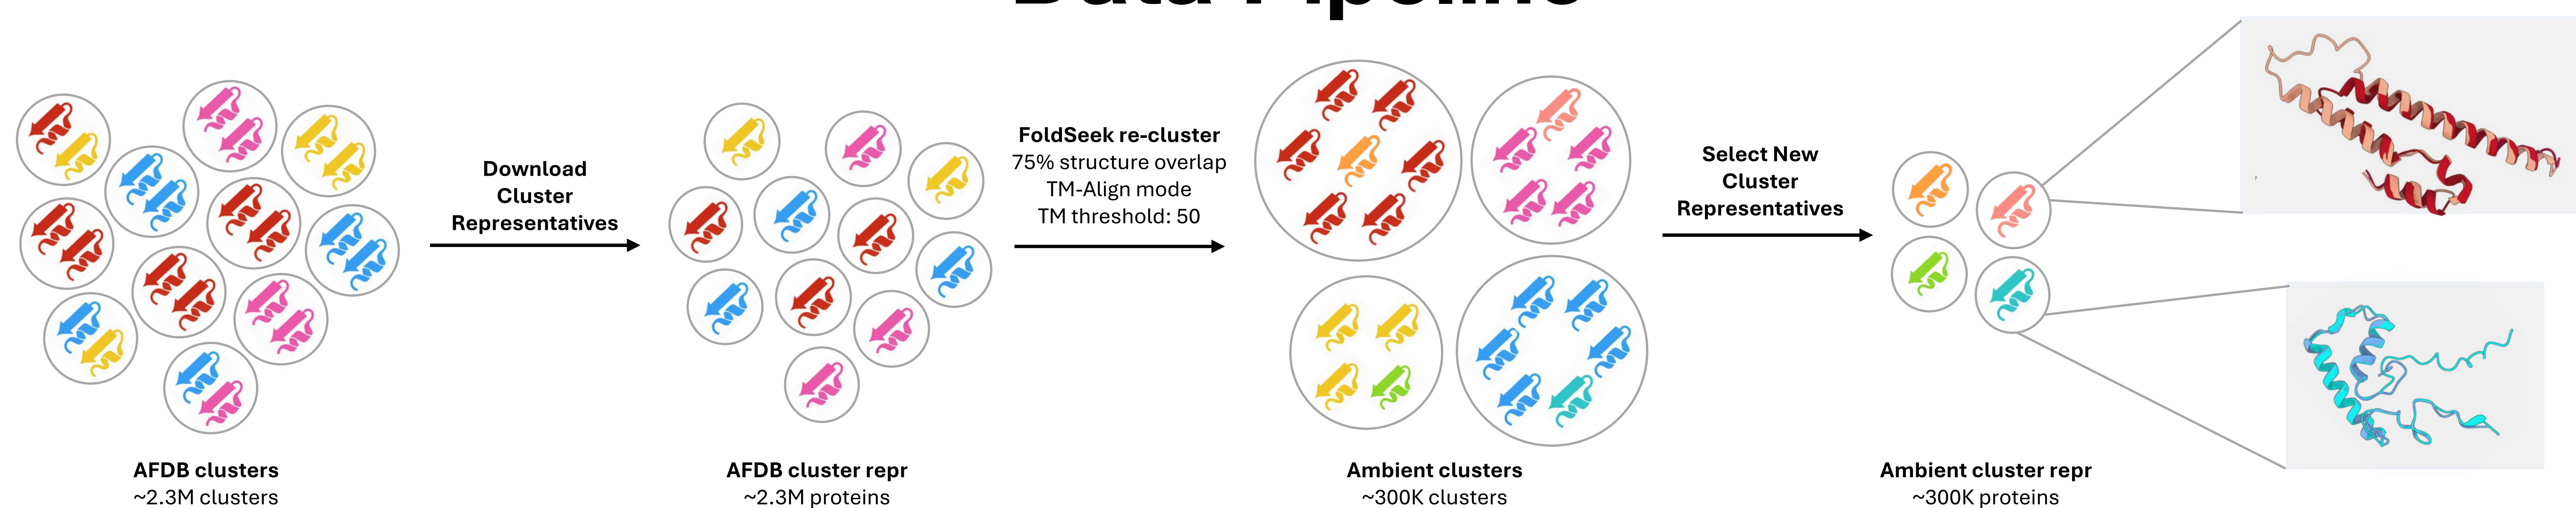 Data Pipeline
Download
Cluster
Representatives
FoldSeek re-cluster
75% structure overlap
TM-Align mode
TM threshold: 50
Select New
Cluster
Representatives
AFDB clusters
~2.3M clusters
AFDB cluster repr
~2.3M proteins
Ambient clusters
~300K clusters
Ambient cluster repr
~300K proteins